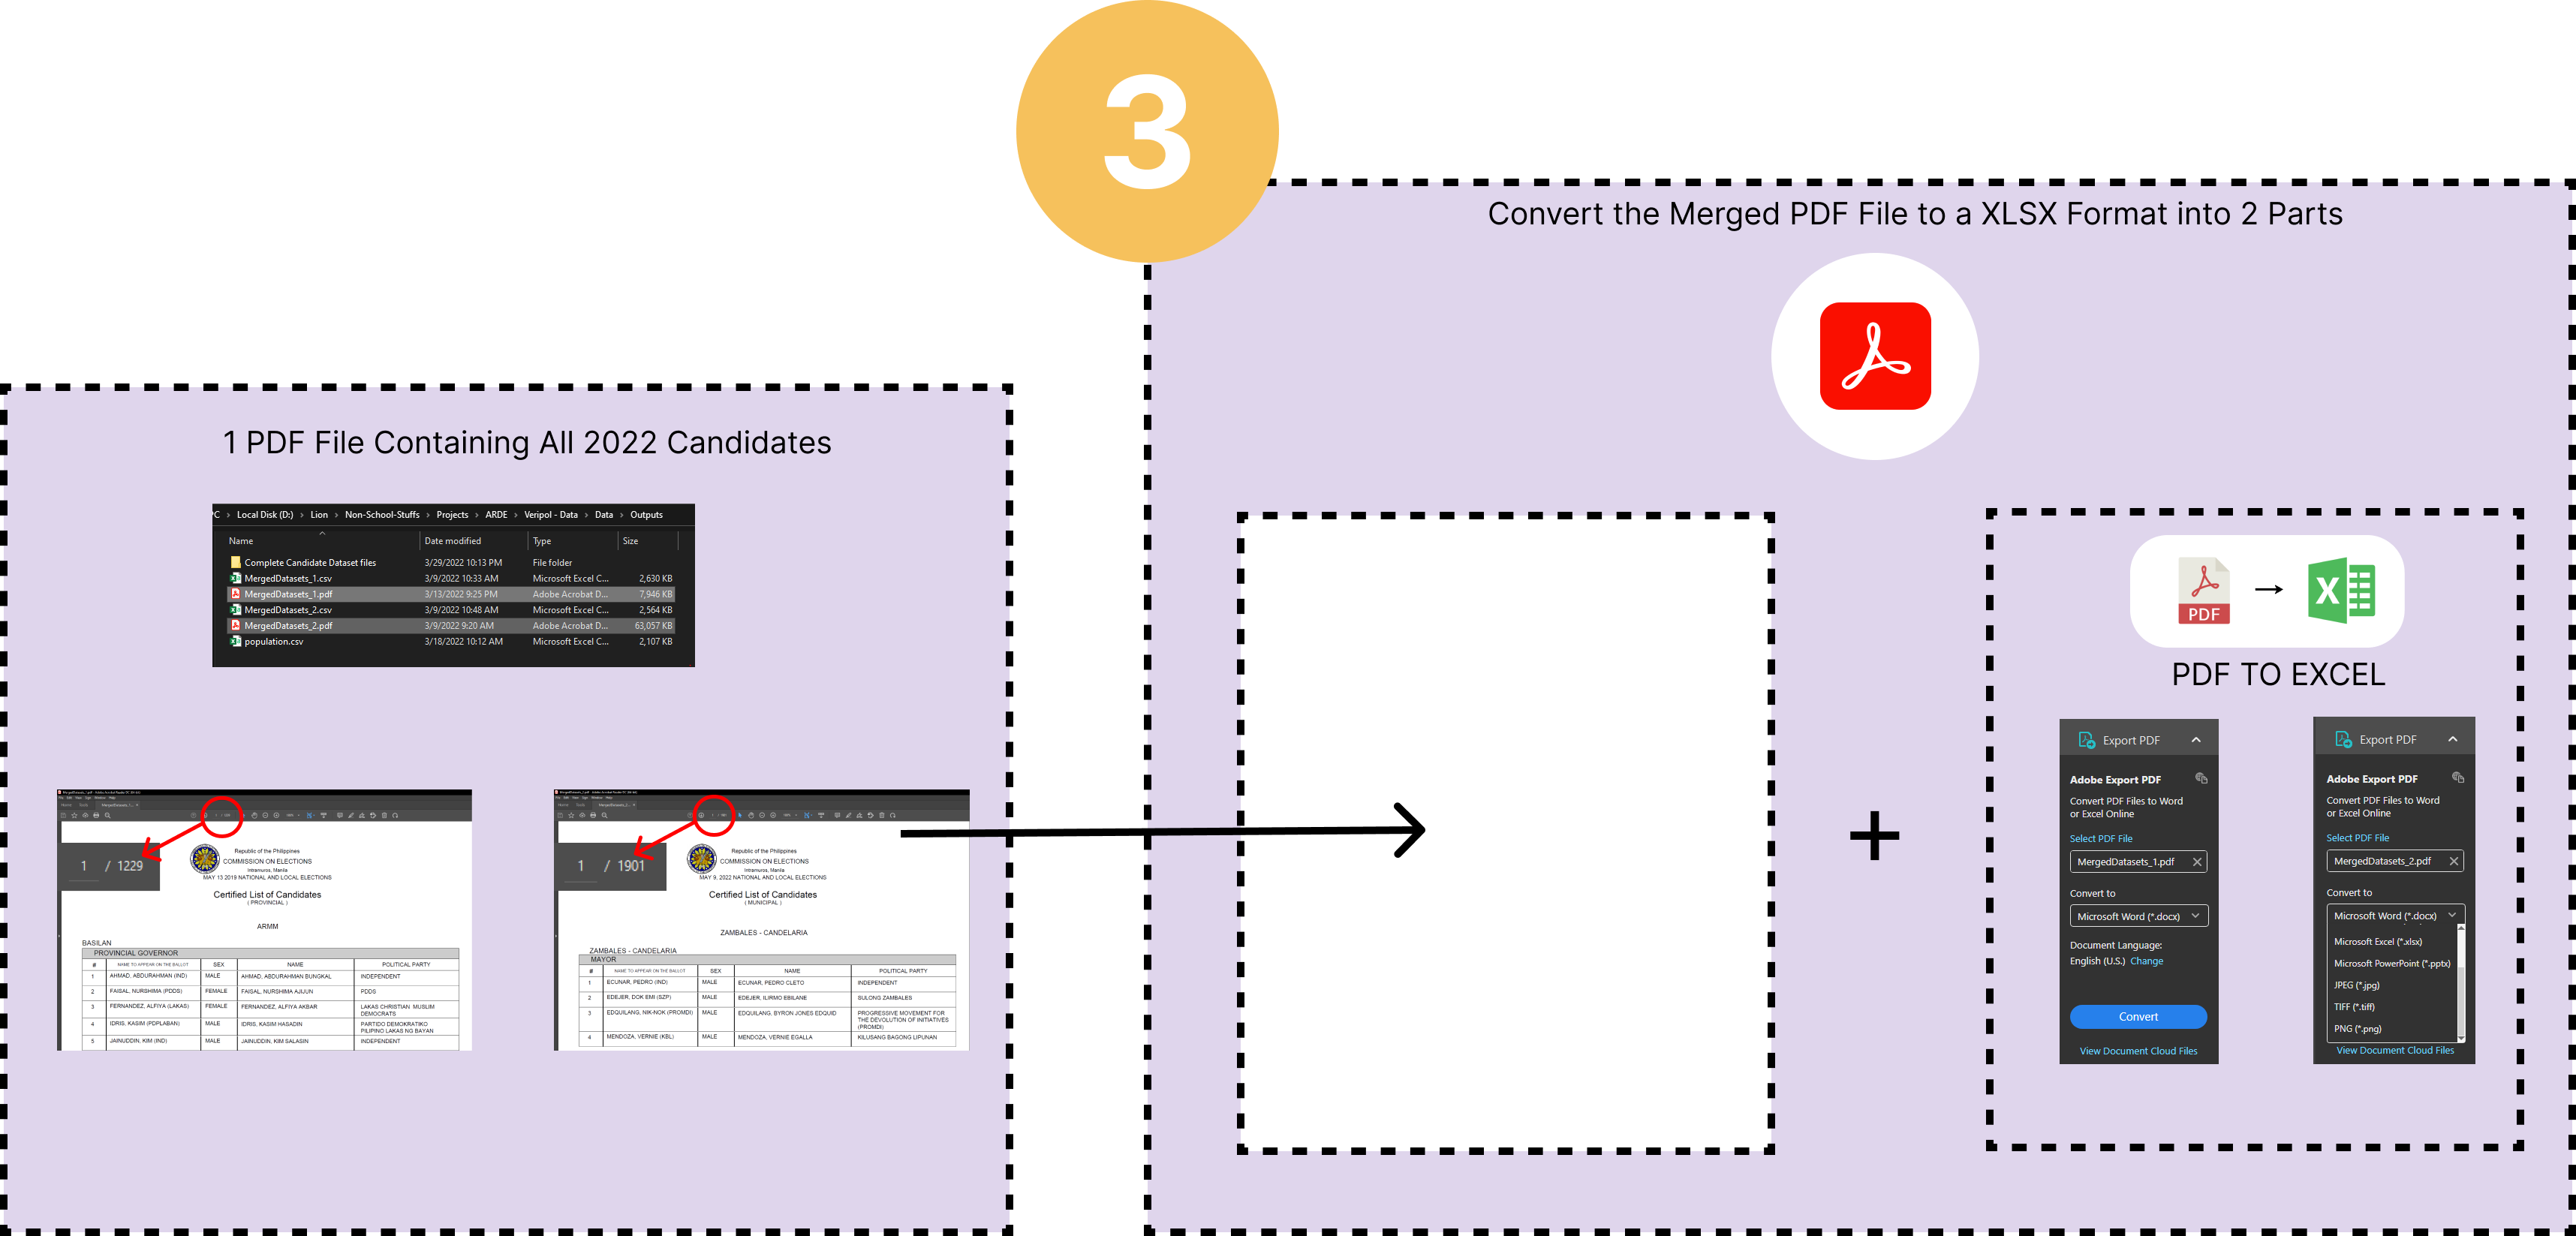 3
Convert the Merged PDF File to a XLSX Format into 2 Parts
1 PDF File Containing All 2022 Candidates
Local Disk (D:) > Lion > Non-School-Stuffs > Projects > ARDE > Veripol - Data > Data > Outputs
Name Date modified Type Size
Complete Candidate Dataset files 3/29/2022 10:13 PM File folder
MergedDatasets_1.csv 3/9/2022 10:33 AM Microsoft Excel C... 2,630 KB
MergedDatasets_1.pdf 3/13/2022 9:25 PM Adobe Acrobat D... 7,946 KB
MergedDatasets_2.csv 3/9/2022 10:48 AM Microsoft Excel C... 2,564 KB
MergedDatasets_2.pdf 3/9/2022 9:20 AM Adobe Acrobat D... 63,057 KB
population.csv 3/18/2022 10:12 AM Microsoft Excel C... 2,107 KB
1 / 1229
Republic of the Philippines
COMMISSION ON ELECTIONS
Intramuros, Manila
MAY 13 2019 NATIONAL AND LOCAL ELECTIONS
Certified List of Candidates
( PROVINCIAL )
ARMM
BASILAN
PROVINCIAL GOVERNOR
# NAME TO APPEAR ON THE BALLOT SEX NAME POLITICAL PARTY
1 AHMAD, ABDURAHMAN (IND) MALE AHMAD, ABDURAHMAN BUNGKAL INDEPENDENT
2 FAISAL, NURSHIMA (PDDS) FEMALE FAISAL, NURSHIMA AJIJUN PDDS
3 FERNANDEZ, ALFIYA (LAKAS) FEMALE FERNANDEZ, ALFIYA AKBAR LAKAS CHRISTIAN MUSLIM
DEMOCRATS
4 IDRIS, KASIM (PDPLABAN) MALE IDRIS, KASIM HASADIN PARTIDO DEMOKRATIKO
PILIPINO LAKAS NG BAYAN
5 JAINUDDIN, KIM (IND) MALE JAINUDDIN, KIM SALASIN INDEPENDENT
1 / 1901
Republic of the Philippines
COMMISSION ON ELECTIONS
Intramuros, Manila
MAY 9, 2022 NATIONAL AND LOCAL ELECTIONS
Certified List of Candidates
( MUNICIPAL )
ZAMBALES - CANDELARIA
ZAMBALES - CANDELARIA
MAYOR
# NAME TO APPEAR ON THE BALLOT SEX NAME POLITICAL PARTY
1 ECUNAR, PEDRO (IND) MALE ECUNAR, PEDRO CLETO INDEPENDENT
2 EDEJER, DOK EMI (SZP) MALE EDEJER, ILIRMO EBILANE SULONG ZAMBALES
3 EDQUILANG, NIK-NOK (PROMDI) MALE EDQUILANG, BYRON JONES EDQUID PROGRESSIVE MOVEMENT FOR
THE DEVOLUTION OF INITIATIVES
(PROMDI)
4 MENDOZA, VERNIE (KBL) MALE MENDOZA, VERNIE EGALLA KILUSANG BAGONG LIPUNAN
+
PDF
X
PDF TO EXCEL
Export PDF
Adobe Export PDF
Convert PDF Files to Word
or Excel Online
Select PDF File
MergedDatasets_1.pdf
Convert to
Microsoft Word (*.docx)
Document Language:
English (U.S.) Change
Convert
View Document Cloud Files
Export PDF
Adobe Export PDF
Convert PDF Files to Word
or Excel Online
Select PDF File
MergedDatasets_2.pdf
Convert to
Microsoft Word (*.docx)
Microsoft Excel (*.xlsx)
Microsoft PowerPoint (*.pptx)
JPEG (*.jpg)
TIFF (*.tiff)
PNG (*.png)
View Document Cloud Files